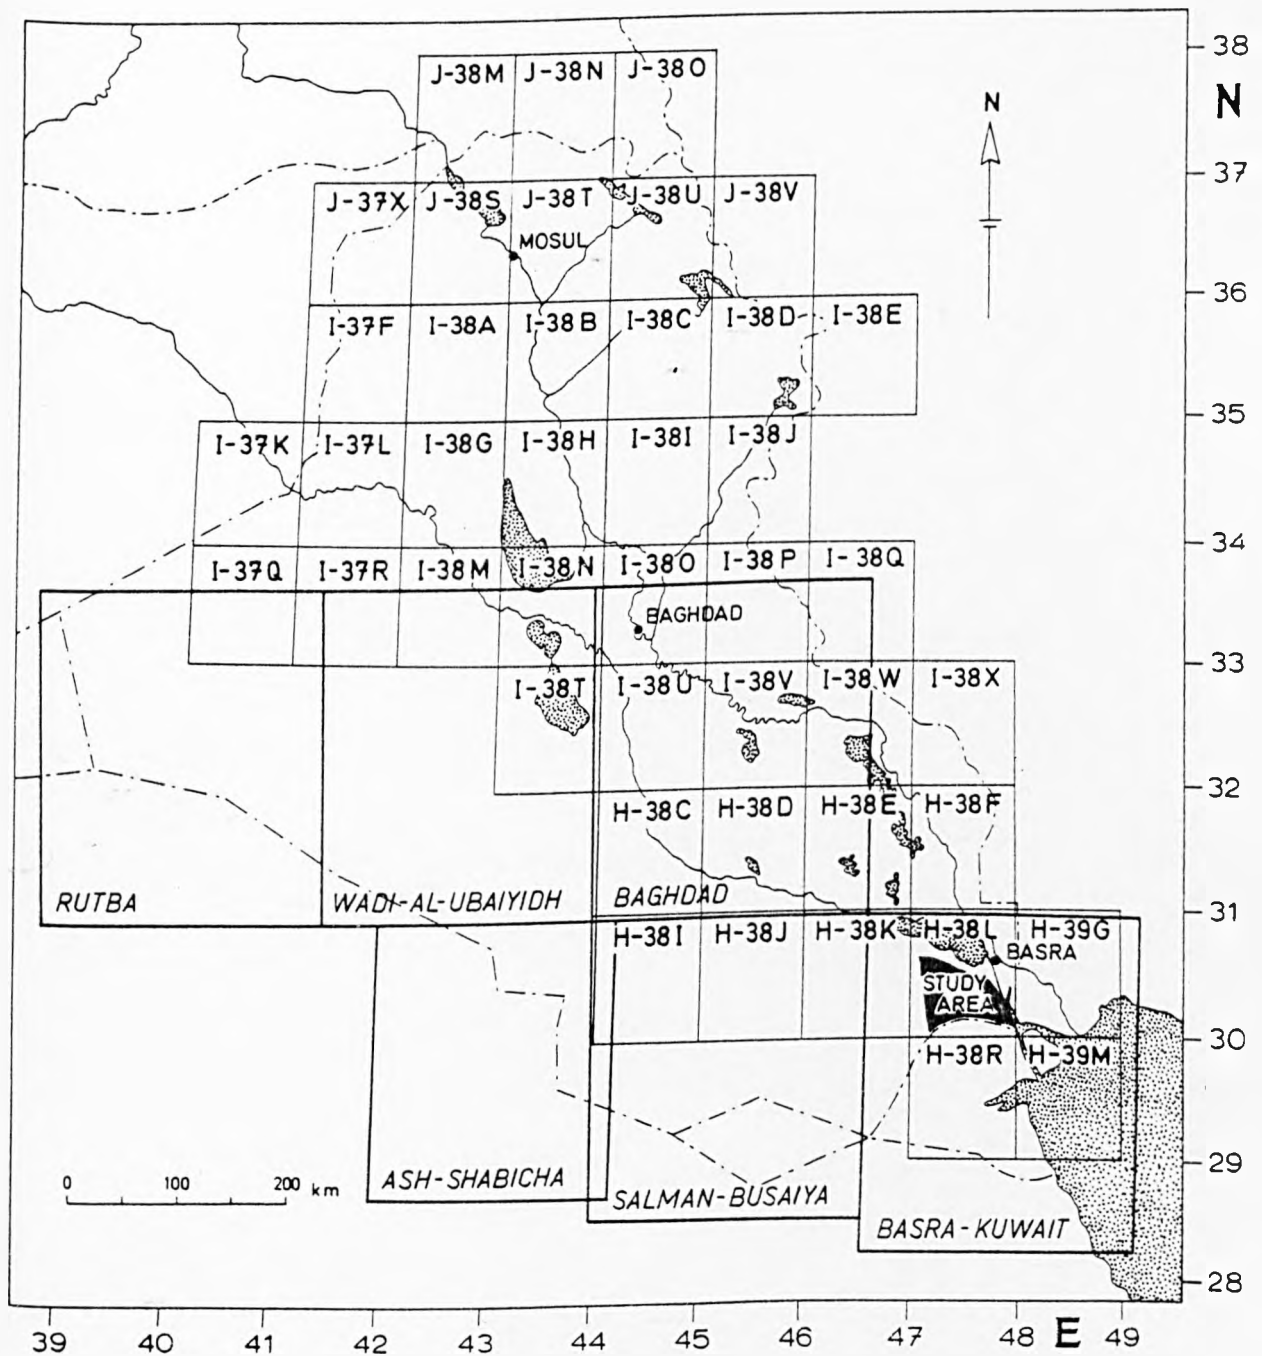 38
J-38M J-38N J-38O
N
N
37
J-37X J-38S J-38T J-38U J-38V
MOSUL
36
I-37F I-38A I-38B I-38C I-38D I-38E
35
I-37K I-37L I-38G I-38H I-38I I-38J
34
I-37Q I-37R I-38M I-38N I-38O I-38P I-38Q
BAGHDAD
33
I-38T I-38U I-38V I-38W I-38X
32
H-38C H-38D H-38E H-38F
RUTBA WADI-AL-UBAIYIDH BAGHDAD
31
H-38I H-38J H-38K H-38L H-39G
BASRA
STUDY
AREA
30
H-38R H-39M
29
ASH-SHABICHA
0 100 200 km
SALMAN-BUSAIYA
BASRA-KUWAIT
28
39 40 41 42 43 44 45 46 47 48 E 49